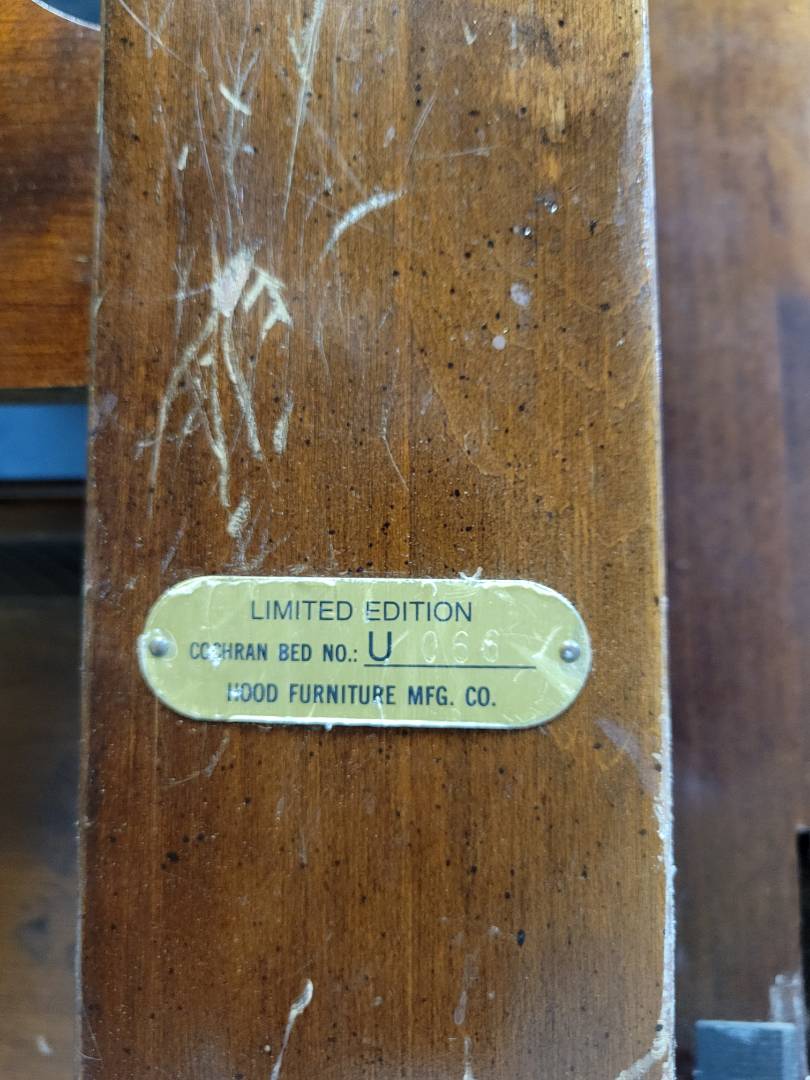 LIMITED EDITION
COCHRAN BED NO.: U 066
HOOD FURNITURE MFG. CO.